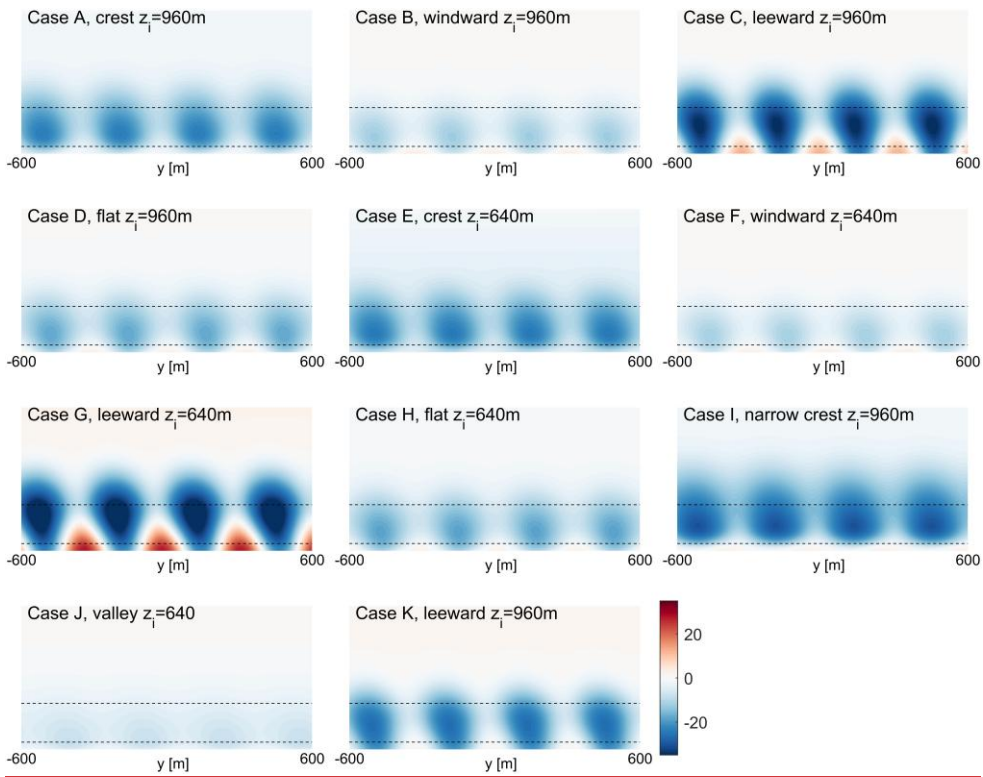 Case A, crest z_i=960m
Case B, windward z_i=960m
Case C, leeward z_i=960m
-600 y [m] 600
-600 y [m] 600
-600 y [m] 600
Case D, flat z_i=960m
Case E, crest z_i=640m
Case F, windward z_i=640m
-600 y [m] 600
-600 y [m] 600
-600 y [m] 600
Case G, leeward z_i=640m
Case H, flat z_i=640m
Case I, narrow crest z_i=960m
-600 y [m] 600
-600 y [m] 600
-600 y [m] 600
Case J, valley z_i=640
Case K, leeward z_i=960m
20
0
-20
-600 y [m] 600
-600 y [m] 600